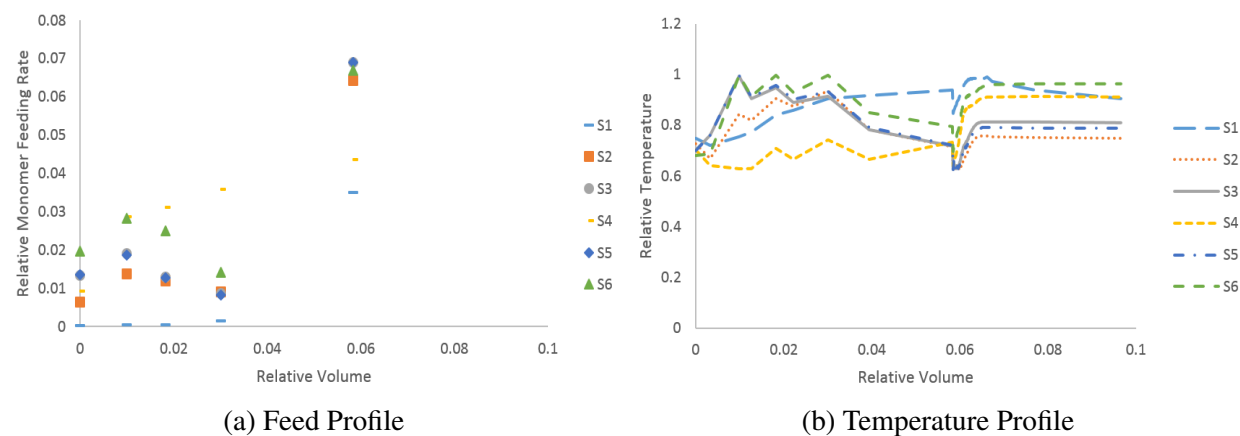 0.08
0.07
0.06
0.05
0.04
0.03
0.02
0.01
0
Relative Monomer Feeding Rate
0 0.02 0.04 0.06 0.08 0.1
Relative Volume
S1
S2
S3
S4
S5
S6
(a) Feed Profile
1.2
1
0.8
0.6
0.4
0.2
0
Relative Temperature
0 0.02 0.04 0.06 0.08 0.1
Relative Volume
S1
S2
S3
S4
S5
S6
(b) Temperature Profile